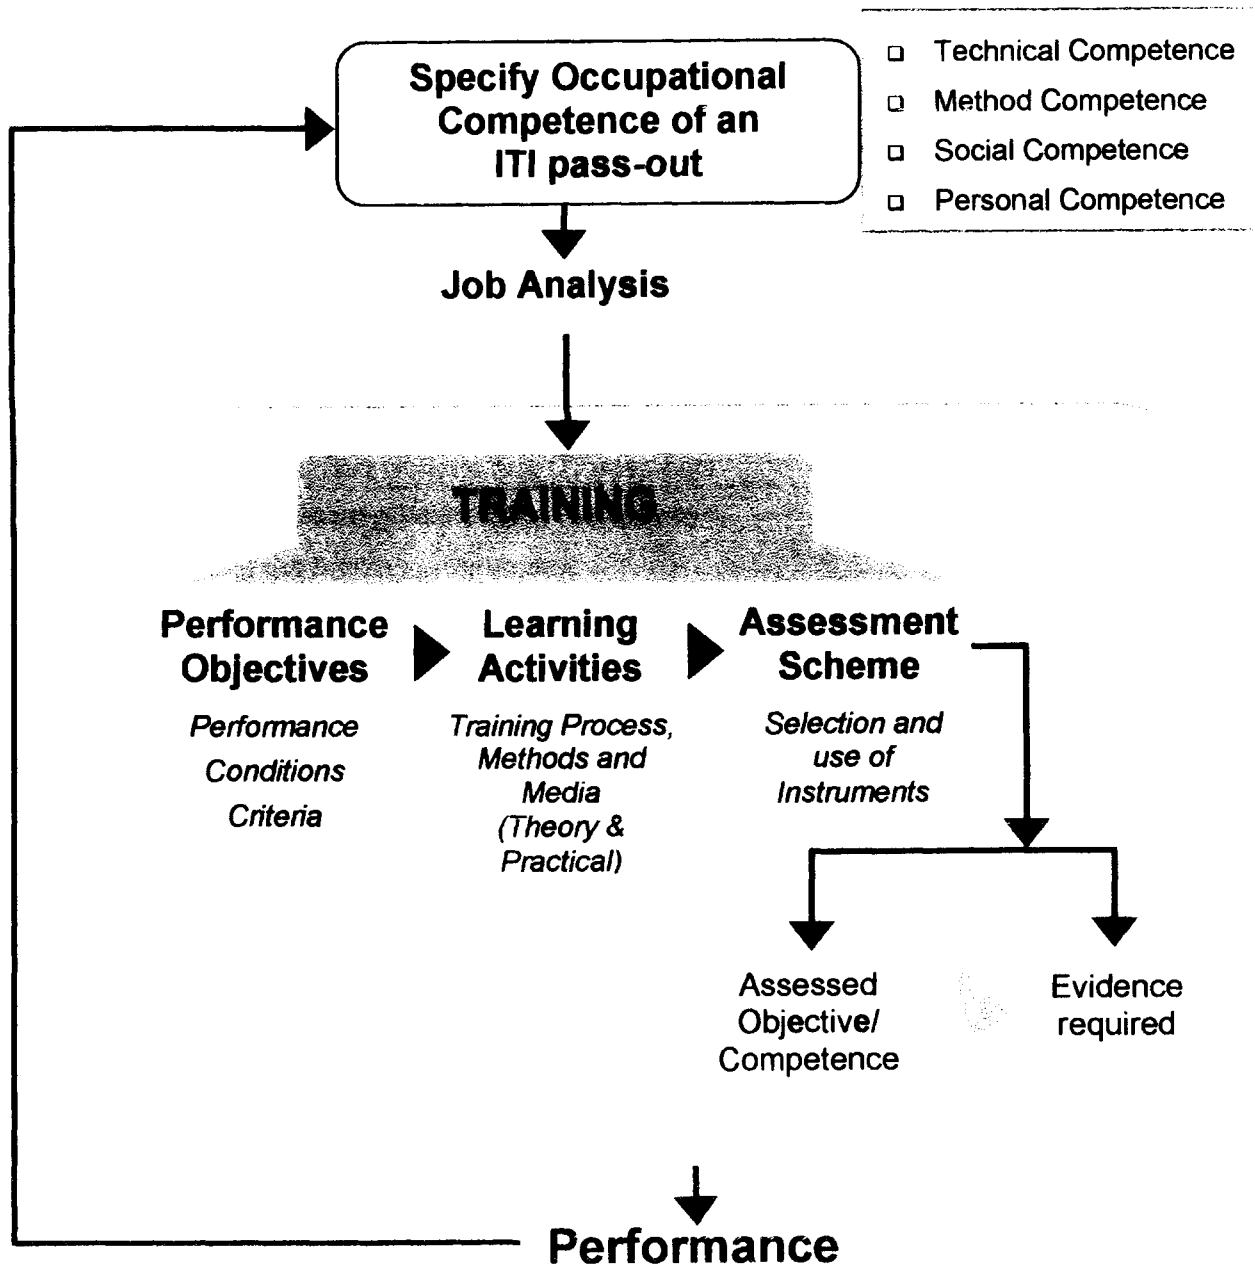 Specify Occupational
Competence of an
ITI pass-out
❑ Technical Competence
❑ Method Competence
❑ Social Competence
❑ Personal Competence
Job Analysis
TRAINING
Performance
Objectives
Performance
Conditions
Criteria
Learning
Activities
Training Process,
Methods and
Media
(Theory &
Practical)
Assessment
Scheme
Selection and
use of
Instruments
Assessed
Objective/
Competence
Evidence
required
Performance